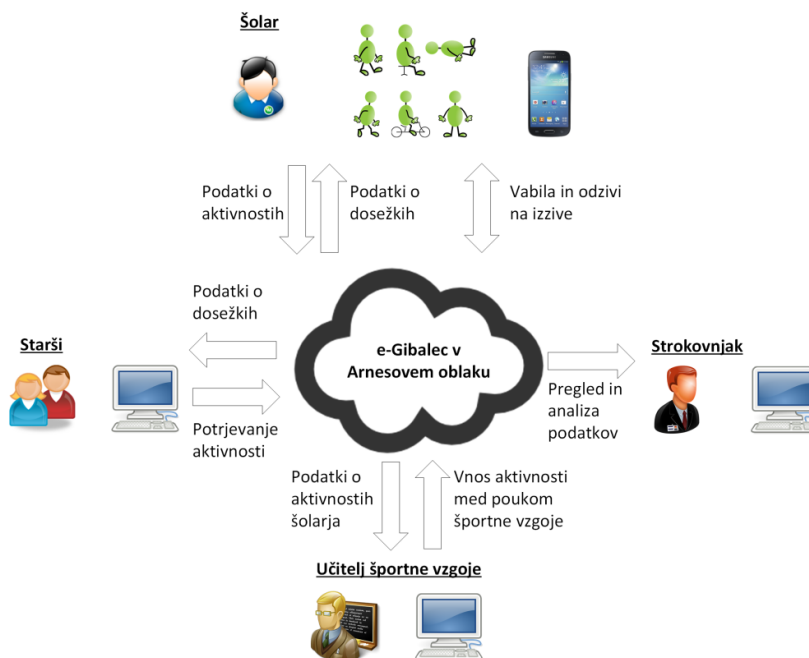 Šolar
Podatki o
aktivnostih
Podatki o
dosežkih
Vabila in odzivi
na izzive
Podatki o
dosežkih
Starši
e-Gibalec v
Arnesovem oblaku
Strokovnjak
Potrjevanje
aktivnosti
Pregled in
analiza
podatkov
Podatki o
aktivnostih
šolarja
Vnos aktivnosti
med poukom
športne vzgoje
Učitelj športne vzgoje